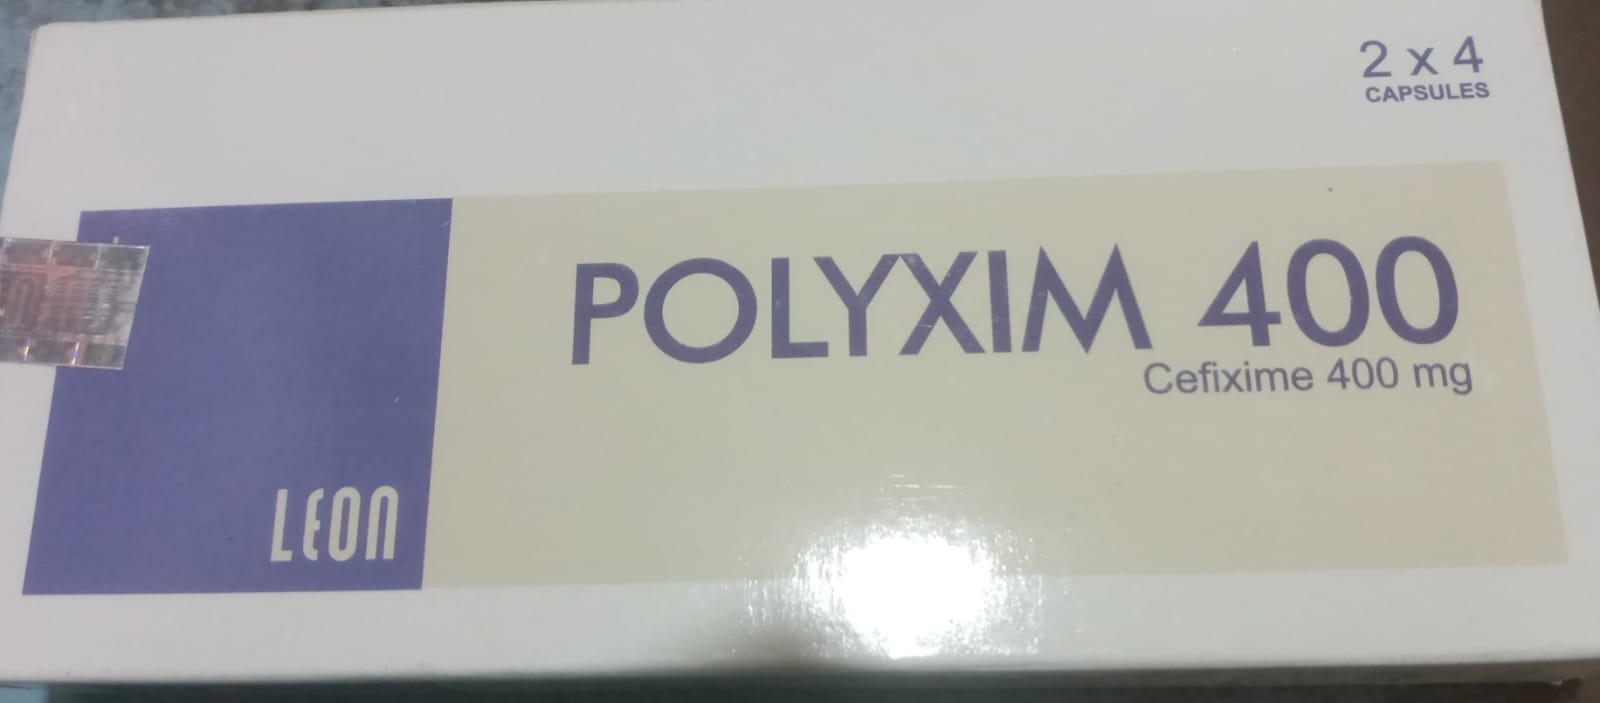 2 x 4
CAPSULES
POLYXIM 400
Cefixime 400 mg
LEON